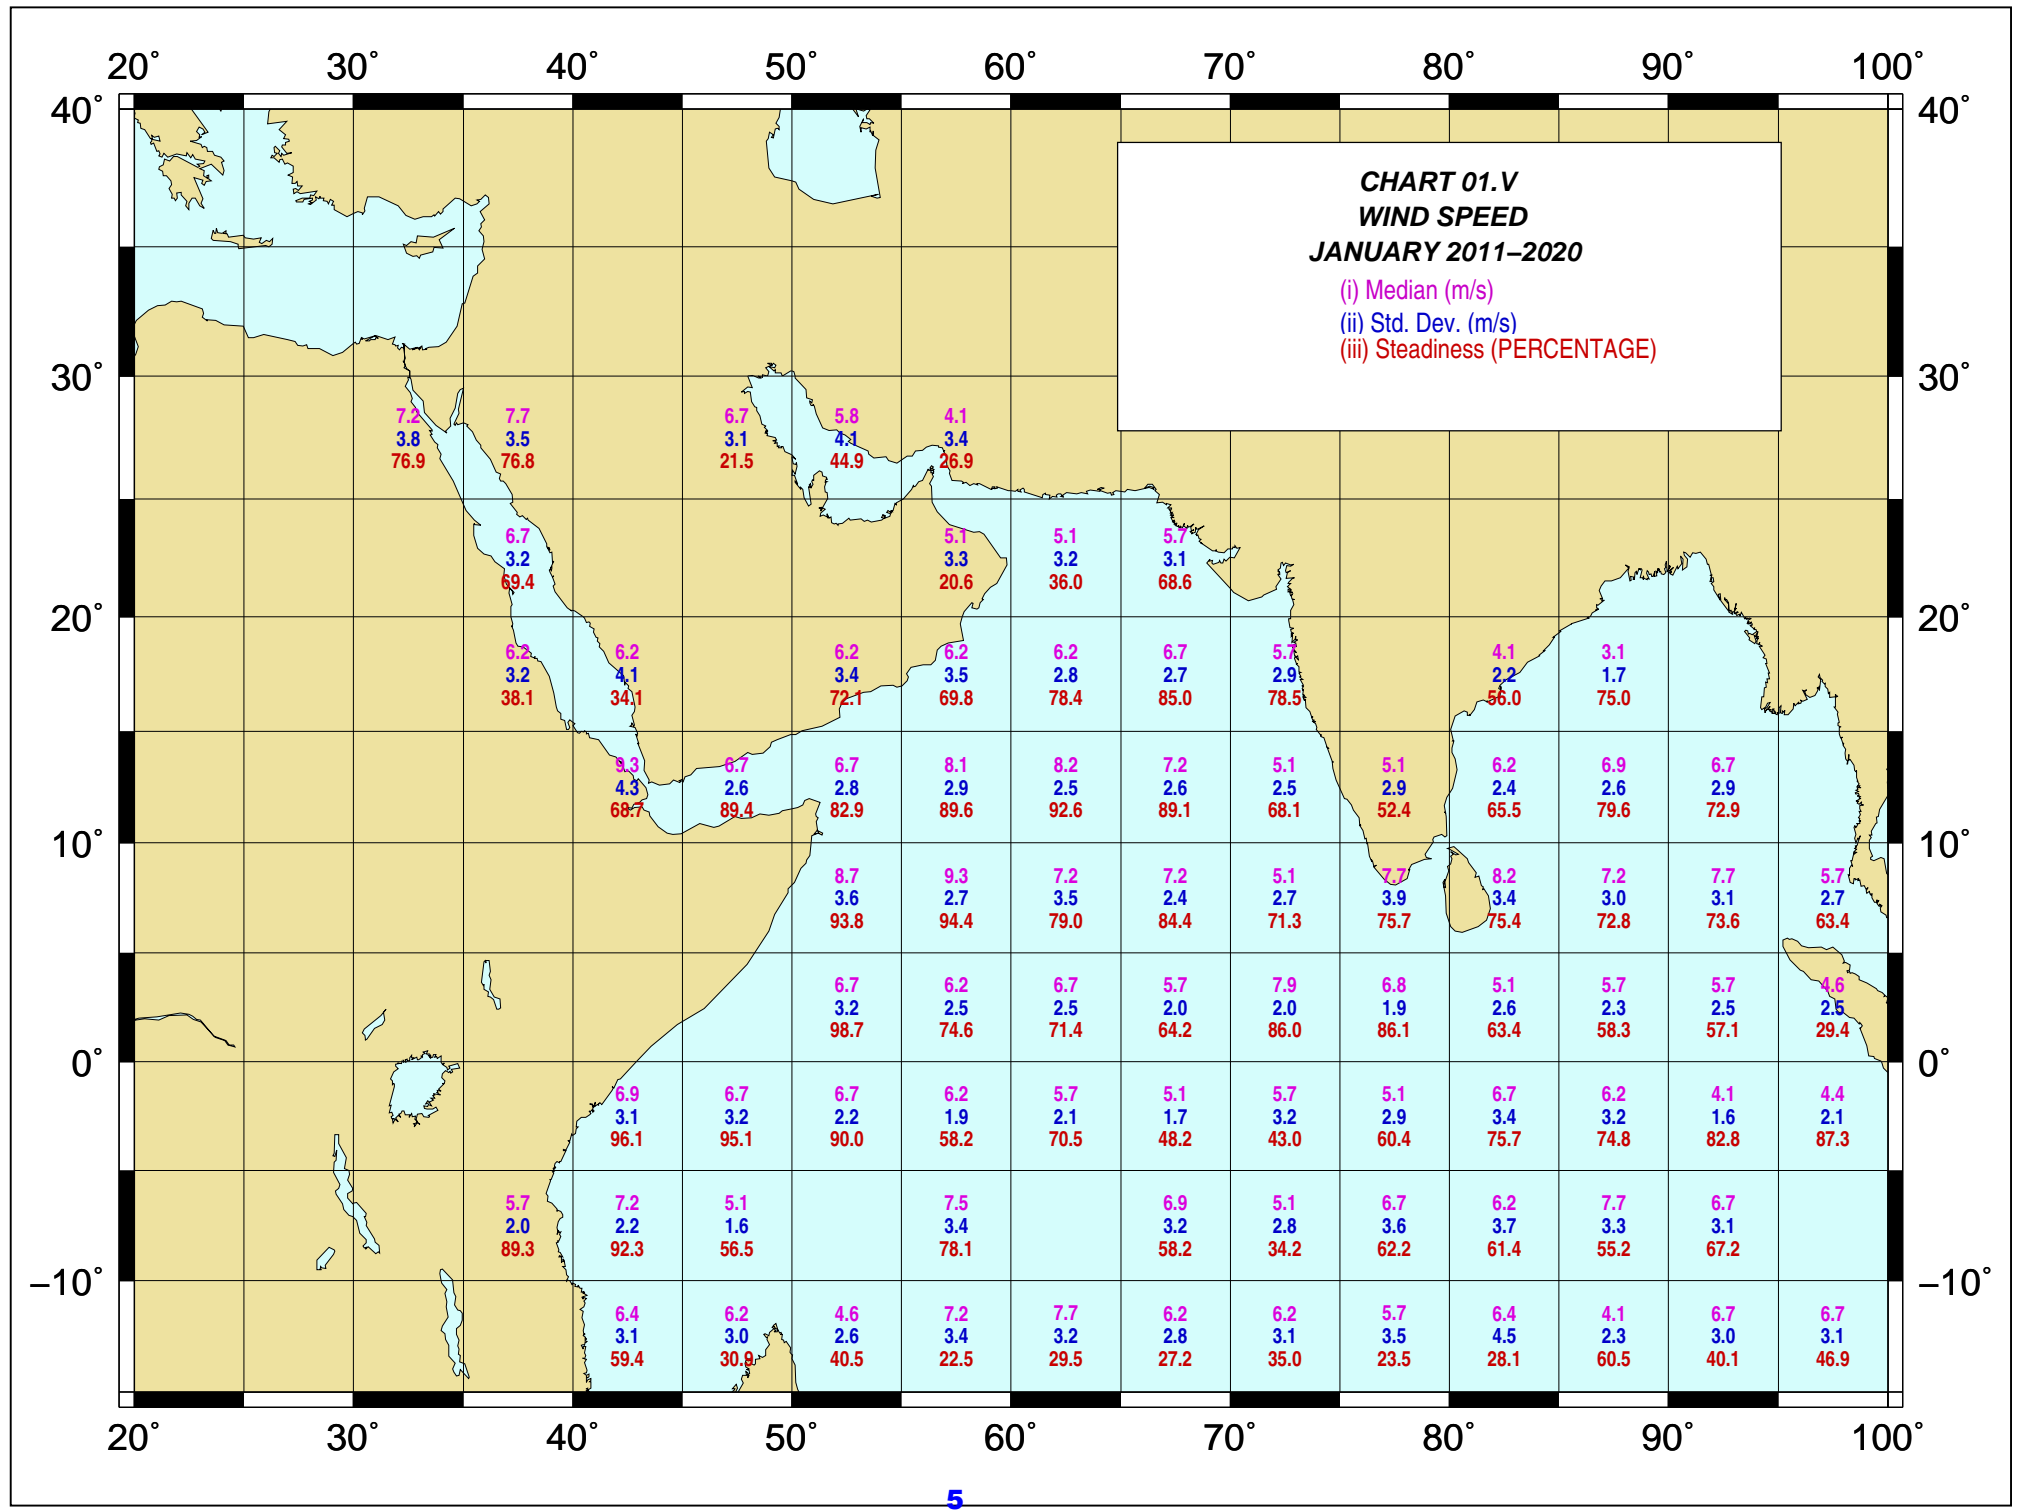 20° 30° 40° 50° 60° 70° 80° 90° 100°
40° 40°
CHART 01.V
WIND SPEED
JANUARY 2011–2020
(i) Median (m/s)
(ii) Std. Dev. (m/s)
(iii) Steadiness (PERCENTAGE)
30° 30°
7.2 7.7 6.7 5.8 4.1
3.8 3.5 3.1 4.1 3.4
76.9 76.8 21.5 44.9 26.9
6.7 5.1 5.1 5.7
3.2 3.3 3.2 3.1
69.4 20.6 36.0 68.6
20° 20°
6.2 6.2 6.2 6.2 6.2 6.7 5.7 4.1 3.1
3.2 4.1 3.4 3.5 2.8 2.7 2.9 2.2 1.7
38.1 34.1 72.1 69.8 78.4 85.0 78.5 56.0 75.0
9.3 6.7 6.7 8.1 8.2 7.2 5.1 5.1 6.2 6.9 6.7
4.3 2.6 2.8 2.9 2.5 2.6 2.5 2.9 2.4 2.6 2.9
68.7 89.4 82.9 89.6 92.6 89.1 68.1 52.4 65.5 79.6 72.9
10° 10°
8.7 9.3 7.2 7.2 5.1 7.7 8.2 7.2 7.7 5.7
3.6 2.7 3.5 2.4 2.7 3.9 3.4 3.0 3.1 2.7
93.8 94.4 79.0 84.4 71.3 75.7 75.4 72.8 73.6 63.4
6.7 6.2 6.7 5.7 7.9 6.8 5.1 5.7 5.7 4.6
3.2 2.5 2.5 2.0 2.0 1.9 2.6 2.3 2.5 2.5
98.7 74.6 71.4 64.2 86.0 86.1 63.4 58.3 57.1 29.4
0° 0°
6.9 6.7 6.7 6.2 5.7 5.1 5.7 5.1 6.7 6.2 4.1 4.4
3.1 3.2 2.2 1.9 2.1 1.7 3.2 2.9 3.4 3.2 1.6 2.1
96.1 95.1 90.0 58.2 70.5 48.2 43.0 60.4 75.7 74.8 82.8 87.3
5.7 7.2 5.1 7.5 6.9 5.1 6.7 6.2 7.7 6.7
2.0 2.2 1.6 3.4 3.2 2.8 3.6 3.7 3.3 3.1
89.3 92.3 56.5 78.1 58.2 34.2 62.2 61.4 55.2 67.2
−10° −10°
6.4 6.2 4.6 7.2 7.7 6.2 6.2 5.7 6.4 4.1 6.7 6.7
3.1 3.0 2.6 3.4 3.2 2.8 3.1 3.5 4.5 2.3 3.0 3.1
59.4 30.9 40.5 22.5 29.5 27.2 35.0 23.5 28.1 60.5 40.1 46.9
20° 30° 40° 50° 60° 70° 80° 90° 100°
5